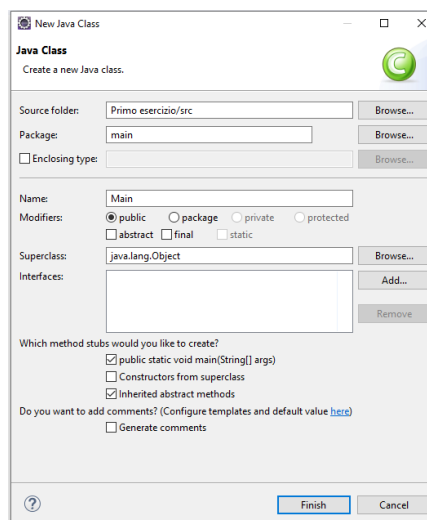 New Java Class
Java Class
Create a new Java class.
C
Source folder: Primo esercizio/src Browse...
Package: main Browse...
Enclosing type: Browse...
Name: Main
Modifiers: public package private protected
abstract final static
Superclass: java.lang.Object Browse...
Interfaces: Add...
Remove
Which method stubs would you like to create?
public static void main(String[] args)
Constructors from superclass
Inherited abstract methods
Do you want to add comments? (Configure templates and default value here)
Generate comments
? Finish Cancel